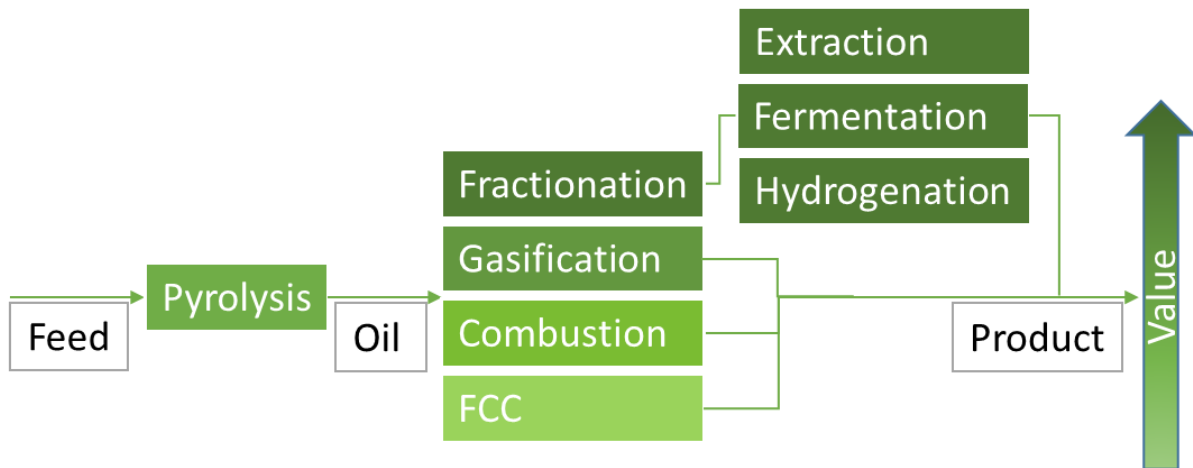 Extraction
Fermentation
Hydrogenation
Fractionation
Gasification
Combustion
FCC
Pyrolysis
Feed
Oil
Product
Value